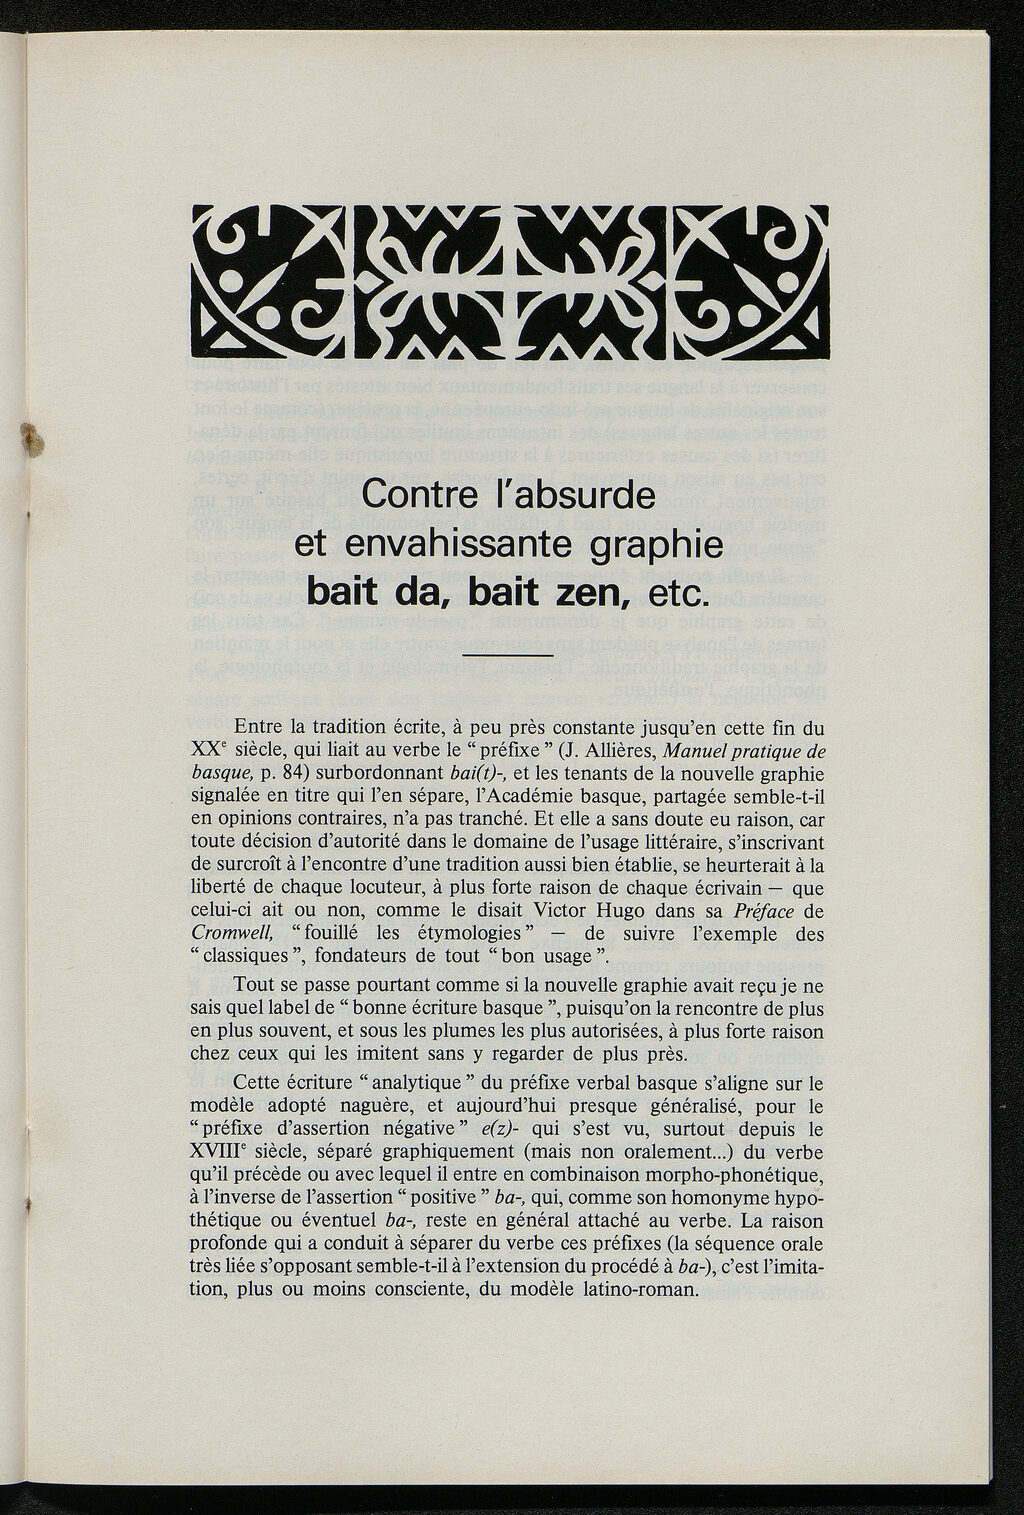 Contre l'absurde
et envahissante graphie
bait da, bait zen, etc.
Entre la tradition écrite, à peu près constante jusqu'en cette fin du
XXe siècle, qui liait au verbe le “ préfixe ” (J. Allières, Manuel pratique de
basque, p. 84) surbordonnant bai(t)-, et les tenants de la nouvelle graphie
signalée en titre qui l'en sépare, l'Académie basque, partagée semble-t-il
en opinions contraires, n'a pas tranché. Et elle a sans doute eu raison, car
toute décision d'autorité dans le domaine de l'usage littéraire, s'inscrivant
de surcroît à l'encontre d'une tradition aussi bien établie, se heurterait à la
liberté de chaque locuteur, à plus forte raison de chaque écrivain — que
celui-ci ait ou non, comme le disait Victor Hugo dans sa Préface de
Cromwell, “ fouillé les étymologies ” — de suivre l'exemple des
“ classiques ”, fondateurs de tout “ bon usage ”.
Tout se passe pourtant comme si la nouvelle graphie avait reçu je ne
sais quel label de “ bonne écriture basque ”, puisqu'on la rencontre de plus
en plus souvent, et sous les plumes les plus autorisées, à plus forte raison
chez ceux qui les imitent sans y regarder de plus près.
Cette écriture “ analytique ” du préfixe verbal basque s'aligne sur le
modèle adopté naguère, et aujourd'hui presque généralisé, pour le
“ préfixe d'assertion négative ” e(z)- qui s'est vu, surtout depuis le
XVIIIe siècle, séparé graphiquement (mais non oralement...) du verbe
qu'il précède ou avec lequel il entre en combinaison morpho-phonétique,
à l'inverse de l'assertion “ positive ” ba-, qui, comme son homonyme hypo-
thétique ou éventuel ba-, reste en général attaché au verbe. La raison
profonde qui a conduit à séparer du verbe ces préfixes (la séquence orale
très liée s'opposant semble-t-il à l'extension du procédé à ba-), c'est l'imita-
tion, plus ou moins consciente, du modèle latino-roman.